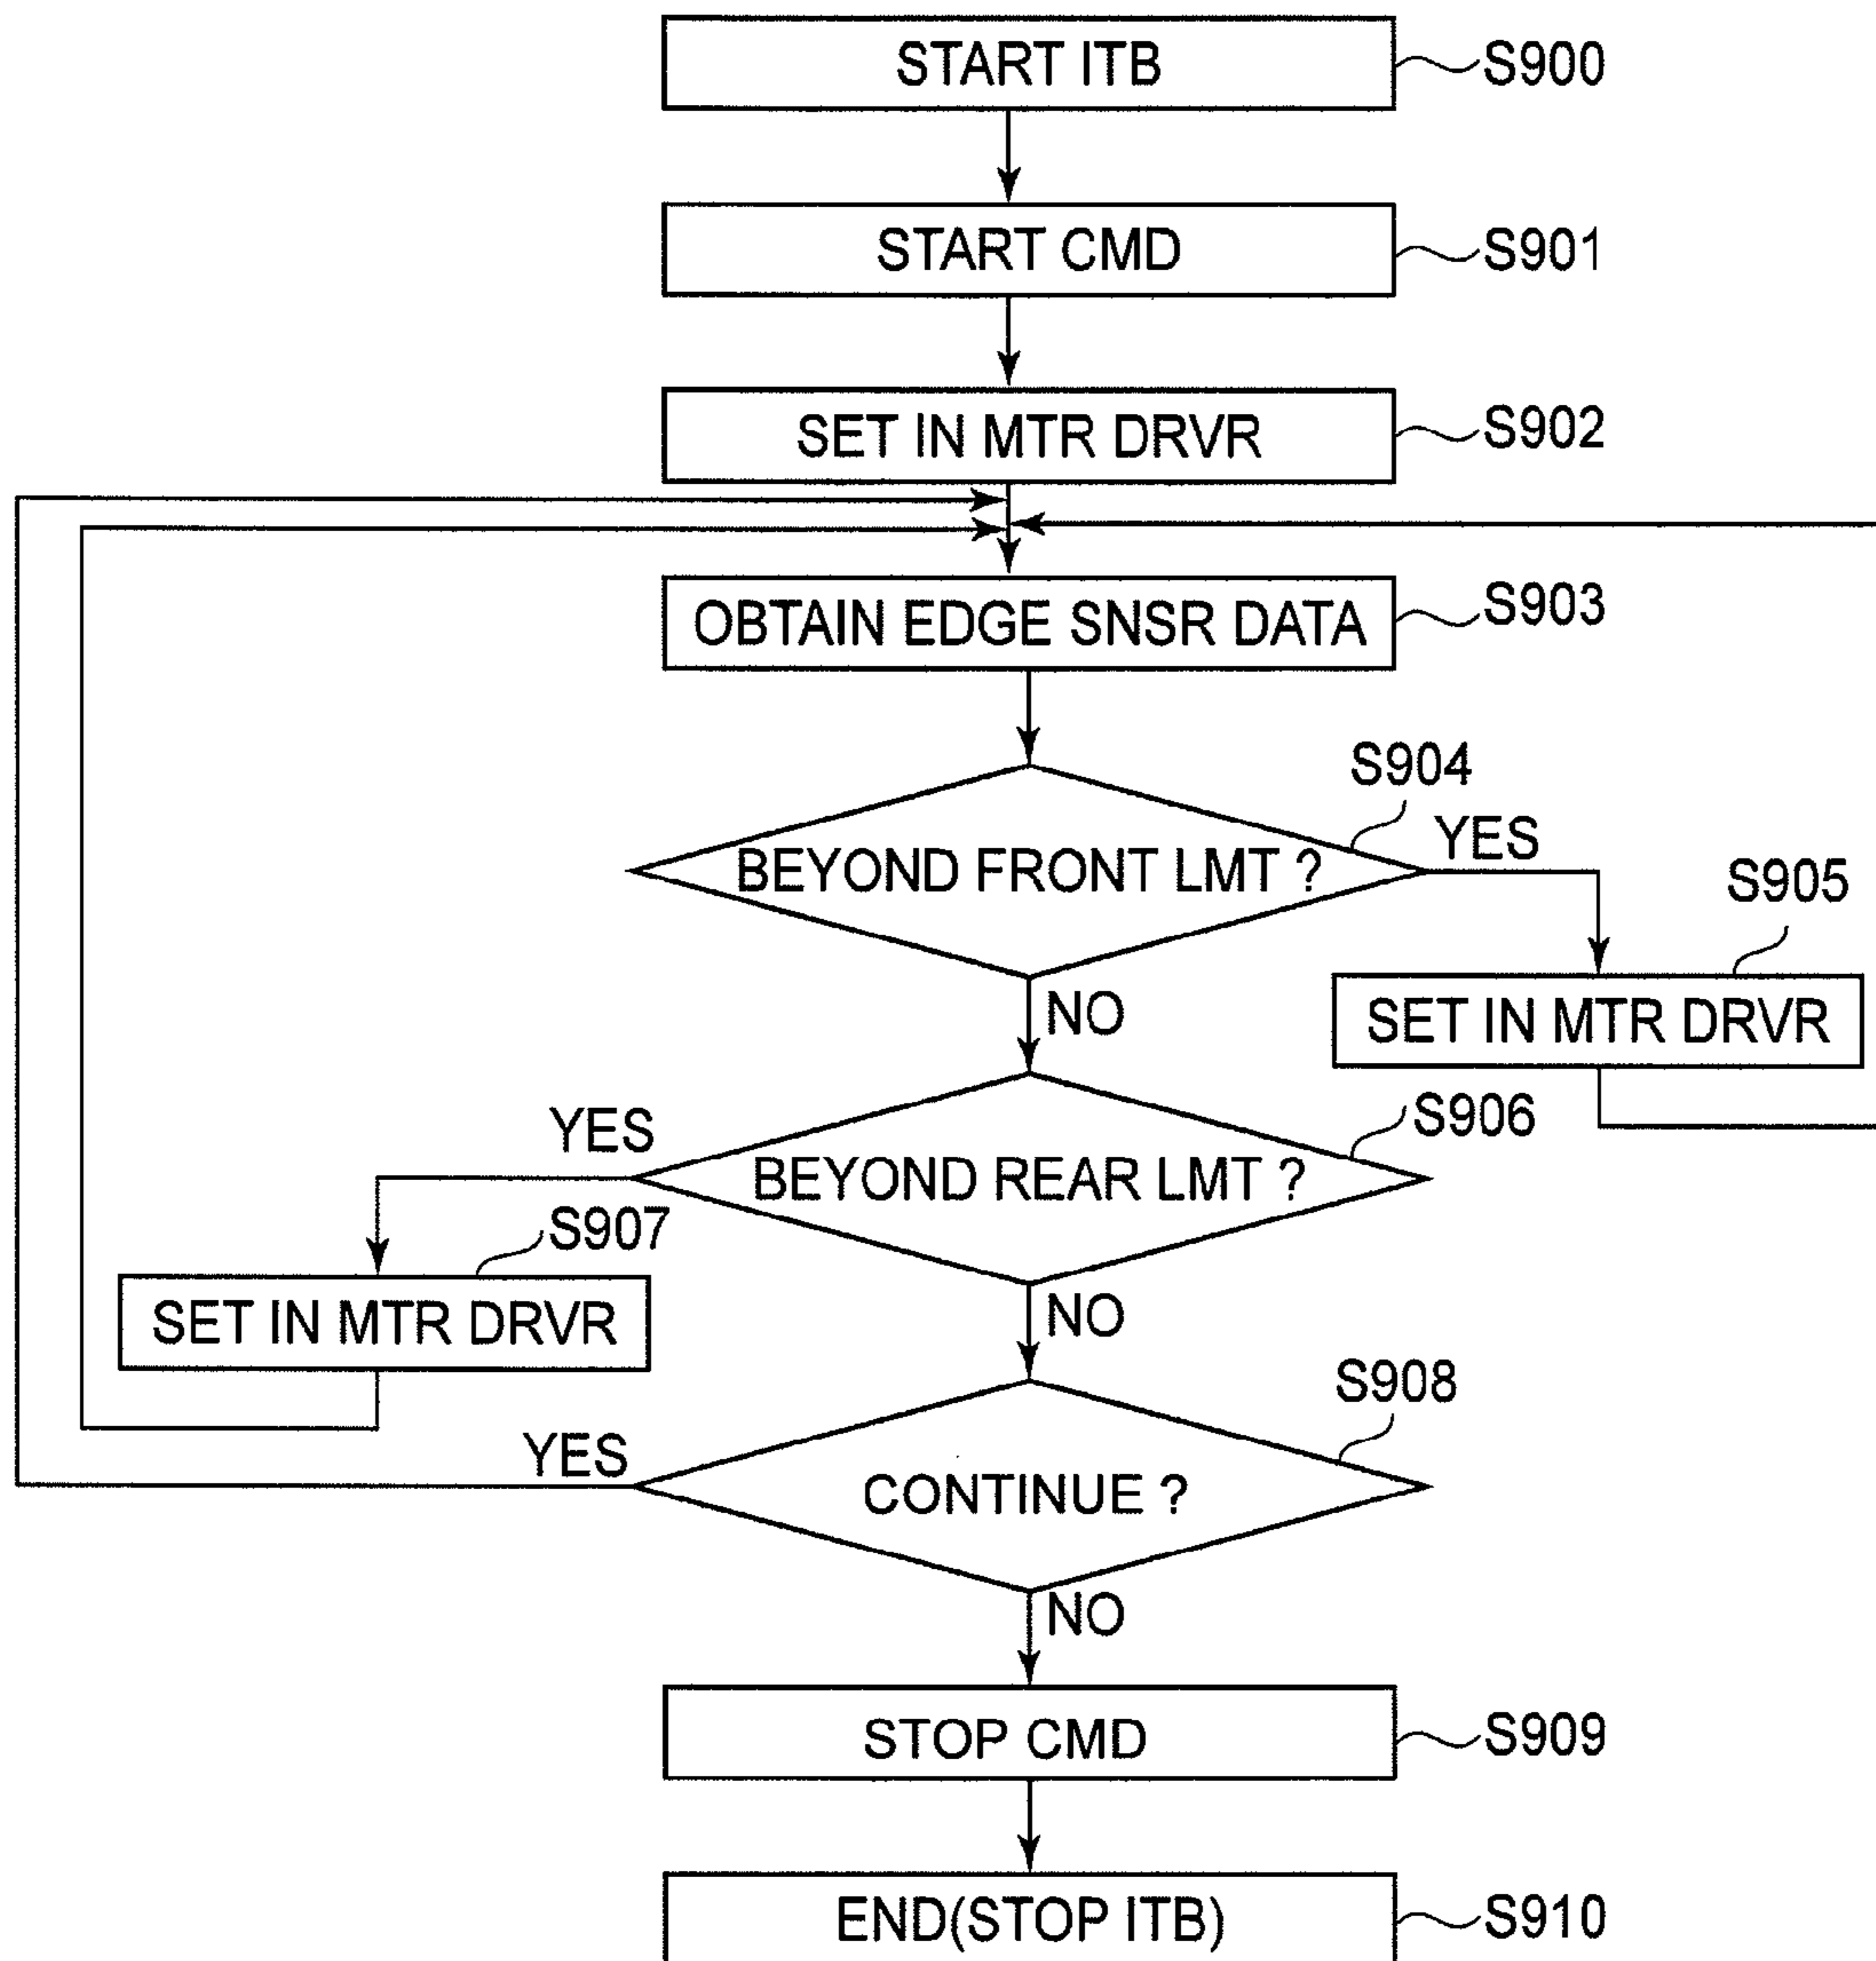 START ITB
S900
START CMD
S901
SET IN MTR DRVR
S902
OBTAIN EDGE SNSR DATA
S903
S904
BEYOND FRONT LMT ?
YES
S905
SET IN MTR DRVR
NO
S906
YES
BEYOND REAR LMT ?
S907
SET IN MTR DRVR
NO
S908
YES
CONTINUE ?
NO
STOP CMD
S909
END(STOP ITB)
S910